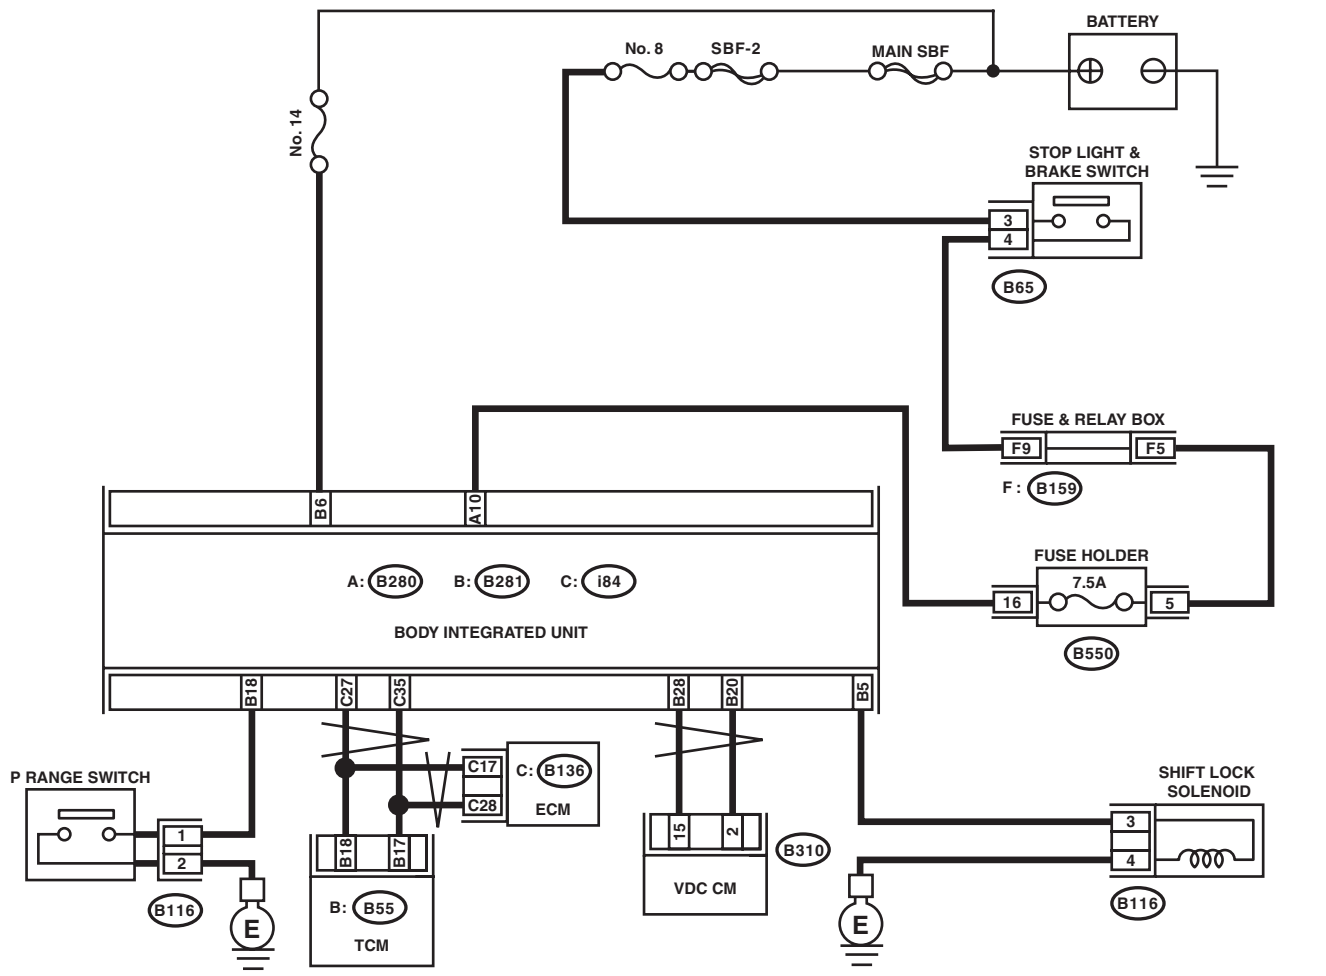 BATTERY
No. 8
SBF-2
MAIN SBF
No. 14
STOP LIGHT &
BRAKE SWITCH
3
4
B65
FUSE & RELAY BOX
F9
F5
F : B159
FUSE HOLDER
7.5A
16
5
B550
B6
A10
A: B280
B: B281
C: i84
BODY INTEGRATED UNIT
B18
C27
C35
B28
B20
B5
P RANGE SWITCH
1
2
B116
E
C17
C28
C: B136
ECM
B18
B17
B: B55
TCM
15
2
B310
VDC CM
SHIFT LOCK
SOLENOID
3
4
B116
E